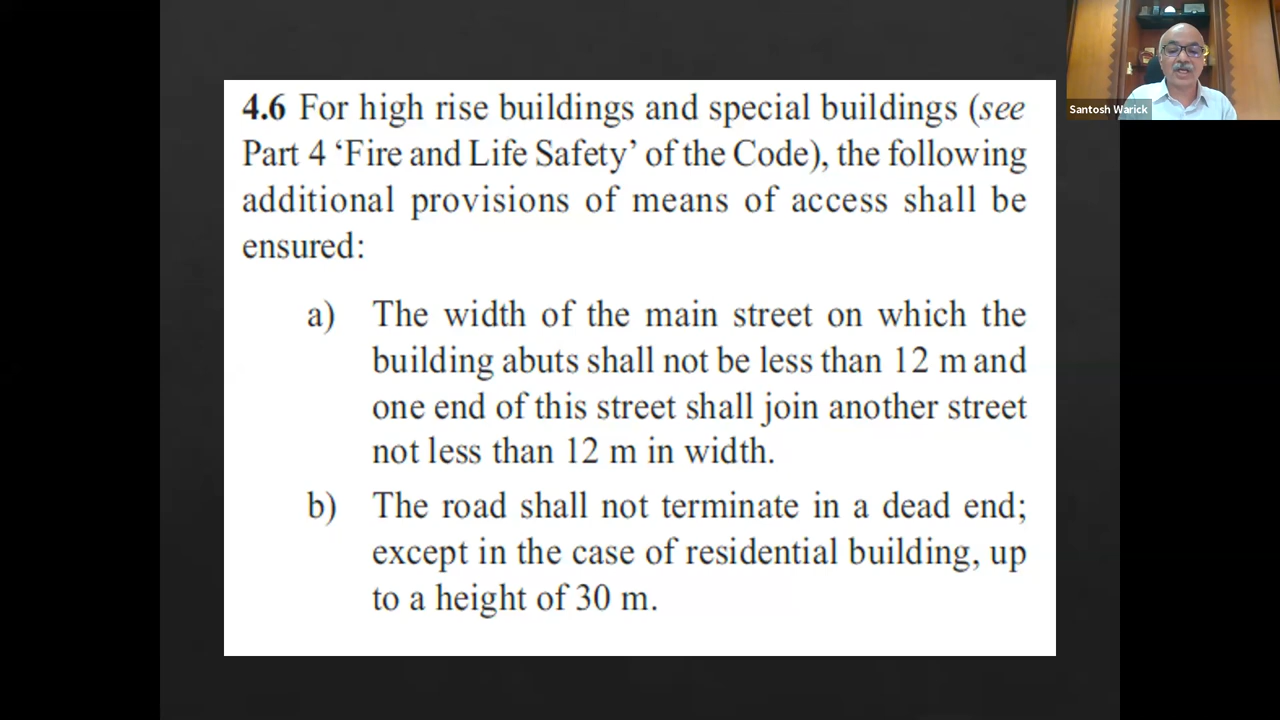 4.6 For high rise buildings and special buildings (see
Part 4 ‘Fire and Life Safety’ of the Code), the following
additional provisions of means of access shall be
ensured:
a) The width of the main street on which the
building abuts shall not be less than 12 m and
one end of this street shall join another street
not less than 12 m in width.
b) The road shall not terminate in a dead end;
except in the case of residential building, up
to a height of 30 m.
Santosh Warick